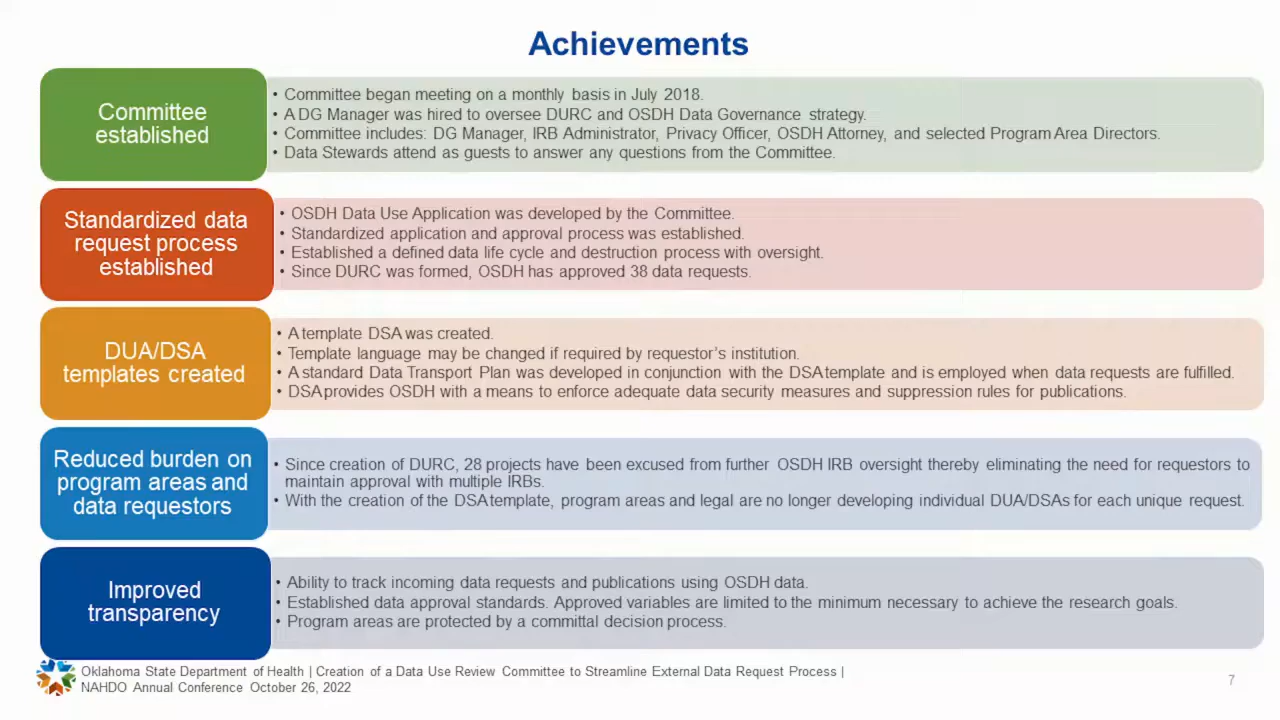 Achievements
Committee
established
• Committee began meeting on a monthly basis in July 2018.
• A DG Manager was hired to oversee DURC and OSDH Data Governance strategy.
• Committee includes: DG Manager, IRB Administrator, Privacy Officer, OSDH Attorney, and selected Program Area Directors.
• Data Stewards attend as guests to answer any questions from the Committee.
Standardized data
request process
established
• OSDH Data Use Application was developed by the Committee.
• Standardized application and approval process was established.
• Established a defined data life cycle and destruction process with oversight.
• Since DURC was formed, OSDH has approved 38 data requests.
DUA/DSA
templates created
• A template DSA was created.
• Template language may be changed if required by requestor’s institution.
• A standard Data Transport Plan was developed in conjunction with the DSA template and is employed when data requests are fulfilled.
• DSA provides OSDH with a means to enforce adequate data security measures and suppression rules for publications.
Reduced burden on
program areas and
data requestors
• Since creation of DURC, 28 projects have been excused from further OSDH IRB oversight thereby eliminating the need for requestors to
maintain approval with multiple IRBs.
• With the creation of the DSA template, program areas and legal are no longer developing individual DUA/DSAs for each unique request.
Improved
transparency
• Ability to track incoming data requests and publications using OSDH data.
• Established data approval standards. Approved variables are limited to the minimum necessary to achieve the research goals.
• Program areas are protected by a committal decision process.
Oklahoma State Department of Health | Creation of a Data Use Review Committee to Streamline External Data Request Process |
NAHDO Annual Conference October 26, 2022
7